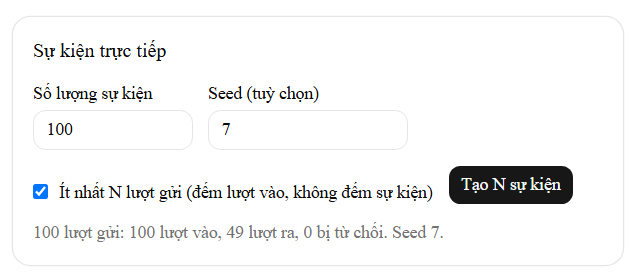 Sự kiện trực tiếp
Số lượng sự kiện
Seed (tuỳ chọn)
100
7
Ít nhất N lượt gửi (đếm lượt vào, không đếm sự kiện)
Tạo N sự kiện
100 lượt gửi: 100 lượt vào, 49 lượt ra, 0 bị từ chối. Seed 7.